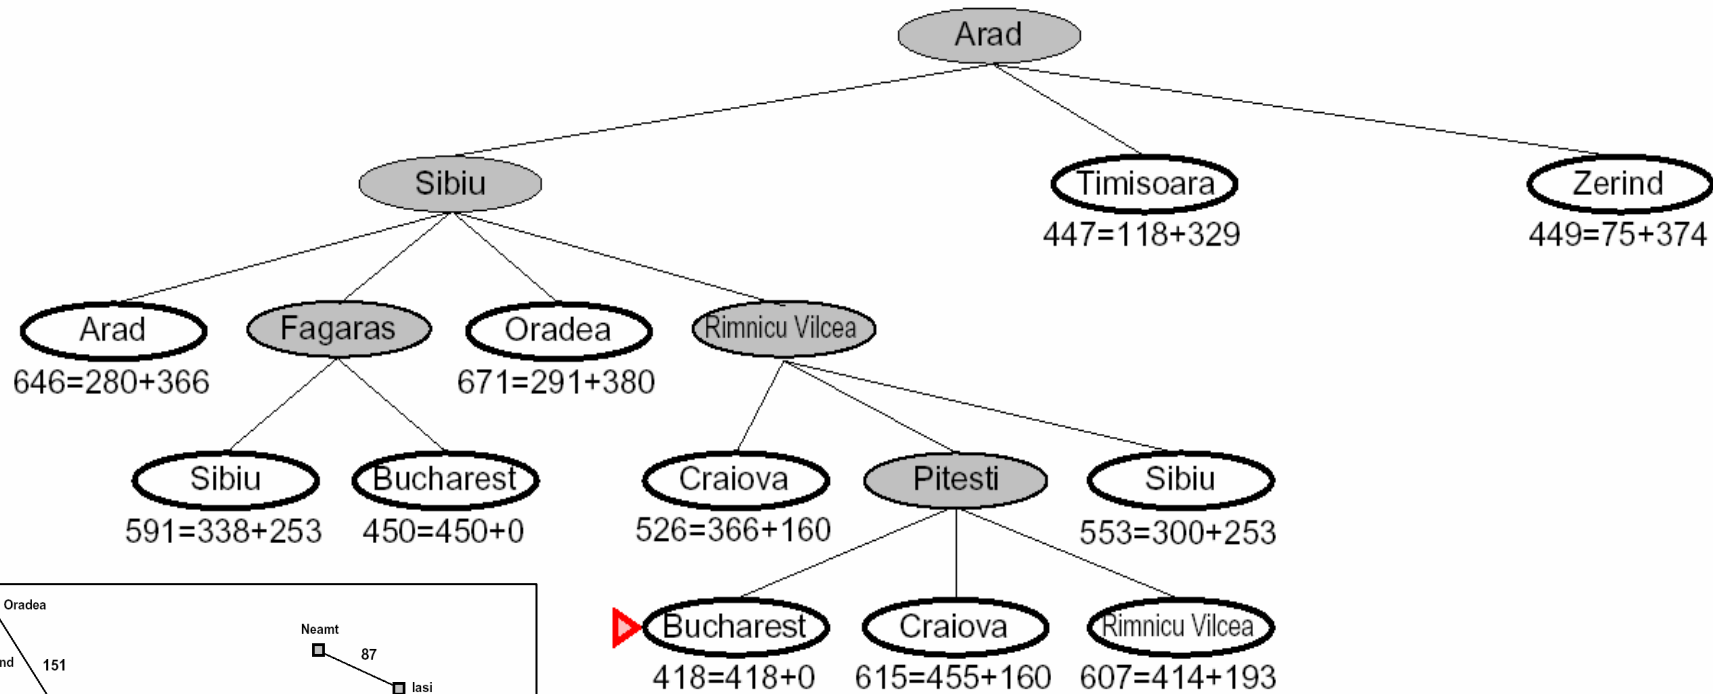 Arad
Sibiu
Timisoara
Zerind
447=118+329
449=75+374
Arad
Fagaras
Oradea
Rimnicu Vilcea
646=280+366
671=291+380
Sibiu
Bucharest
Craiova
Pitesti
Sibiu
591=338+253
450=450+0
526=366+160
553=300+253
Bucharest
Craiova
Rimnicu Vilcea
418=418+0
615=455+160
607=414+193
Oradea
Neamt
87
nd
151
Iasi